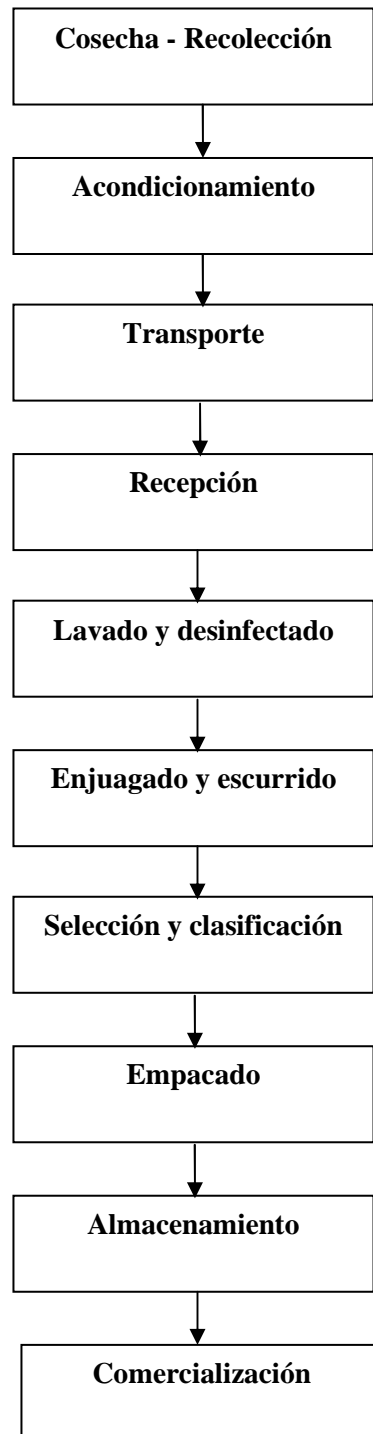 Cosecha - Recolección
Acondicionamiento
Transporte
Recepción
Lavado y desinfectado
Enjuagado y escurrido
Selección y clasificación
Empacado
Almacenamiento
Comercialización